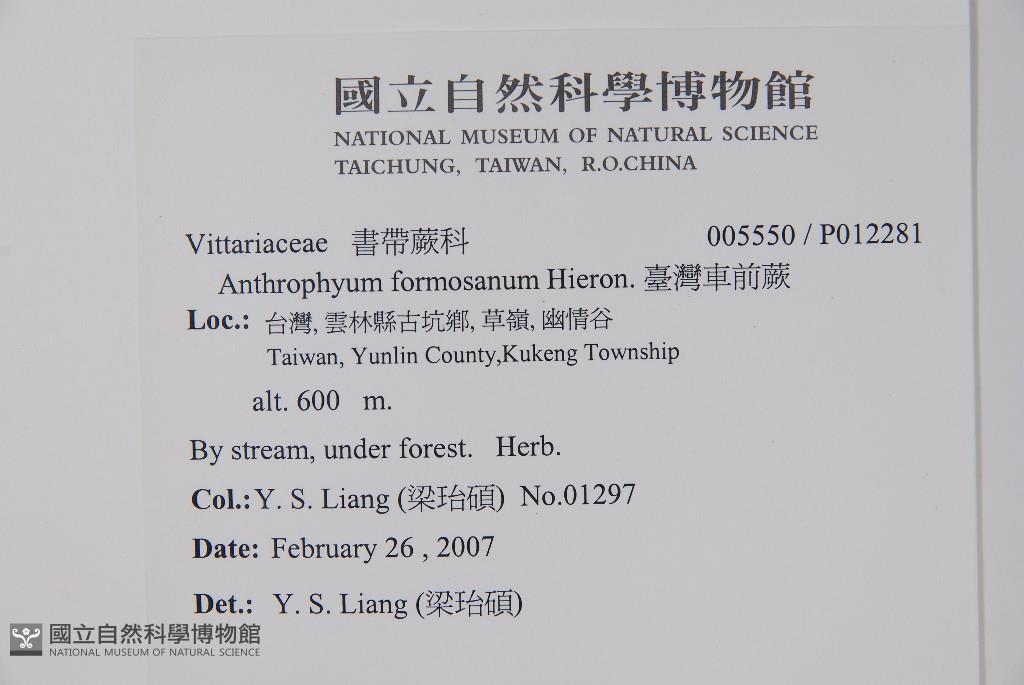 國立自然科學博物館
NATIONAL MUSEUM OF NATURAL SCIENCE
TAICHUNG, TAIWAN, R.O.CHINA
Vittariaceae 書帶蕨科 005550 / P012281
Anthrophyum formosanum Hieron. 臺灣車前蕨
Loc.: 台灣, 雲林縣古坑鄉, 草嶺, 幽情谷
Taiwan, Yunlin County,Kukeng Township
alt. 600 m.
By stream, under forest. Herb.
Col.:Y. S. Liang (梁珆碩) No.01297
Date: February 26 , 2007
Det.: Y. S. Liang (梁珆碩)
國立自然科學博物館
NATIONAL MUSEUM OF NATURAL SCIENCE